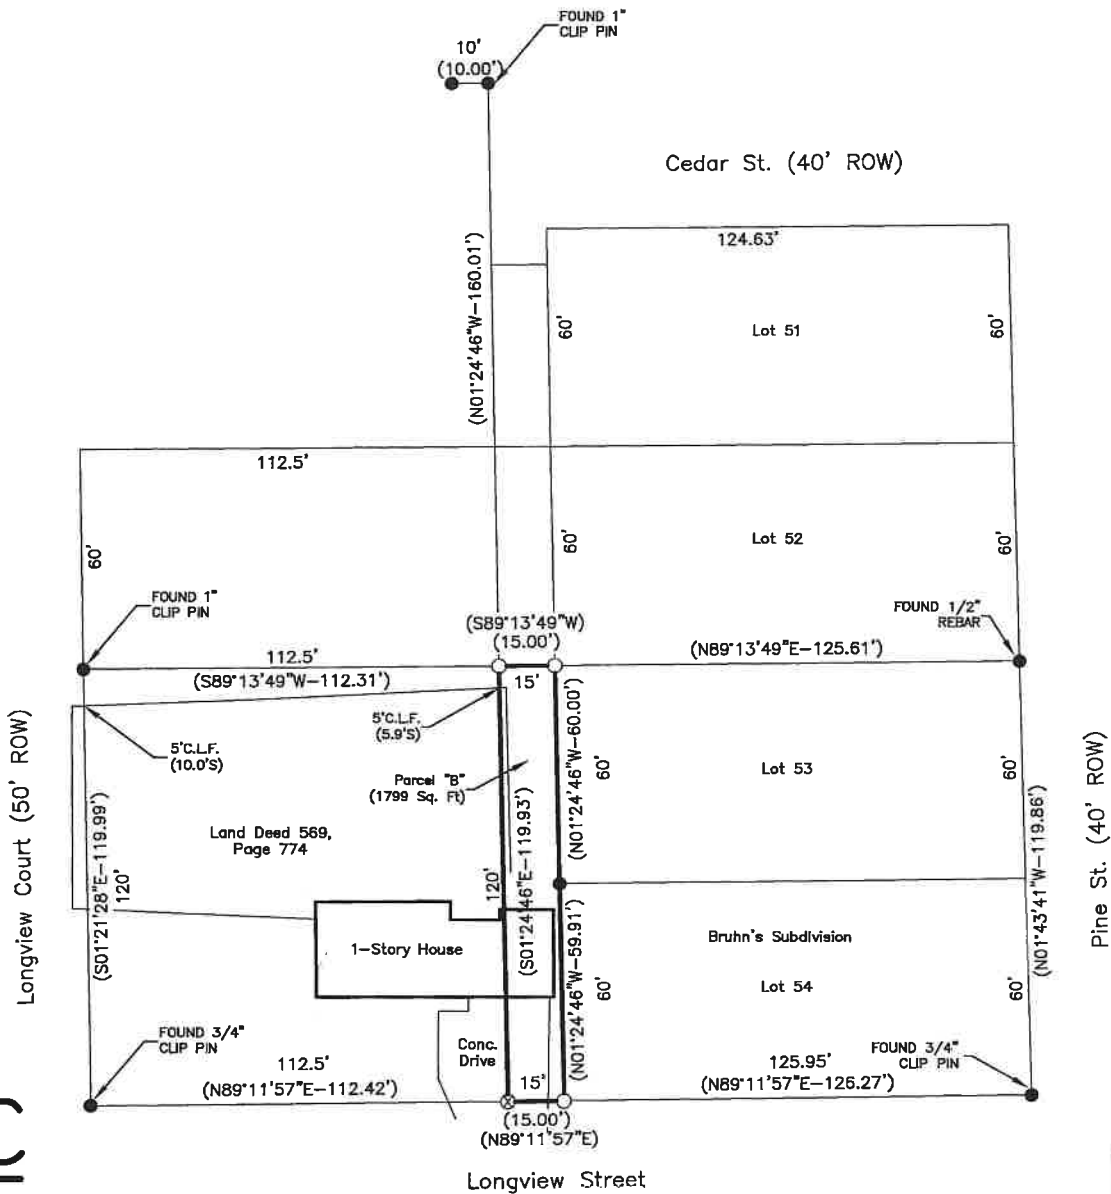 FOUND 1"
CLIP PIN
10'
(10.00')
Cedar St. (40' ROW)
124.63'
(N01°24'46"W-160.01')
60'
Lot 51
60'
112.5'
60'
60'
Lot 52
60'
FOUND 1"
CLIP PIN
FOUND 1/2"
REBAR
(S89°13'49"W)
(15.00')
(N89°13'49"E-125.61')
112.5'
(S89°13'49"W-112.31')
15'
5'C.L.F.
(5.9'S)
5'C.L.F.
(10.0'S)
Parcel "B"
(1799 Sq. Ft)
(N01°24'46"W-60.00')
60'
Lot 53
60'
Longview Court (50' ROW)
(S01°21'28"E-119.99')
120'
Land Deed 569,
Page 774
120'
(S01°24'46"E-119.93')
(N01°43'41"W-119.86')
Pine St. (40' ROW)
1-Story House
Bruhn's Subdivision
(N01°24'46"W-59.91')
60'
Lot 54
60'
FOUND 3/4"
CLIP PIN
Conc.
Drive
FOUND 3/4"
CLIP PIN
112.5'
(N89°11'57"E-112.42')
15'
125.95'
(N89°11'57"E-126.27')
(15.00')
(N89°11'57"E)
Longview Street